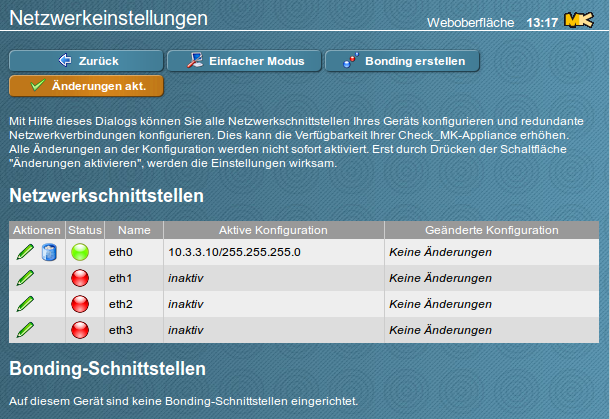 Netzwerkeinstellungen
Weboberfläche 13:17 MK
Zurück
Einfacher Modus
Bonding erstellen
Änderungen akt.
Mit Hilfe dieses Dialogs können Sie alle Netzwerkschnittstellen Ihres Geräts konfigurieren und redundante
Netzwerkverbindungen konfigurieren. Dies kann die Verfügbarkeit Ihrer Check_MK-Appliance erhöhen.
Alle Änderungen an der Konfiguration werden nicht sofort aktiviert. Erst durch Drücken der Schaltfläche
"Änderungen aktivieren", werden die Einstellungen wirksam.
Netzwerkschnittstellen
Aktionen Status Name Aktive Konfiguration Geänderte Konfiguration
eth0 10.3.3.10/255.255.255.0 Keine Änderungen
eth1 inaktiv Keine Änderungen
eth2 inaktiv Keine Änderungen
eth3 inaktiv Keine Änderungen
Bonding-Schnittstellen
Auf diesem Gerät sind keine Bonding-Schnittstellen eingerichtet.